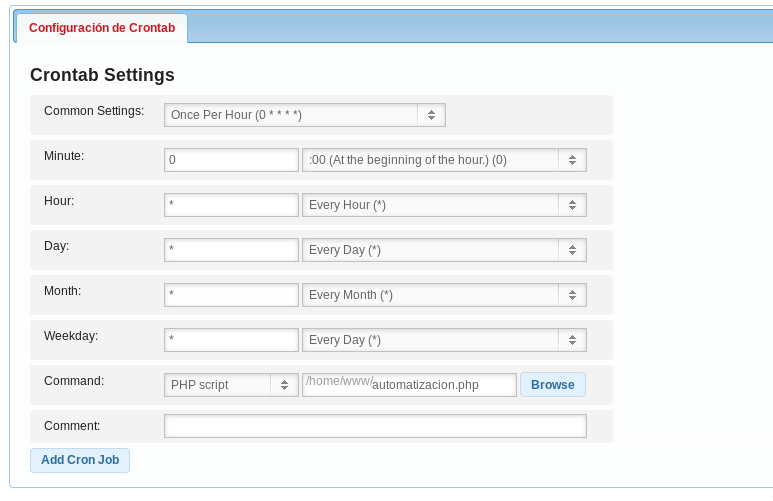 Configuración de Crontab
Crontab Settings
Common Settings: Once Per Hour (0 * * * *)
Minute: 0 :00 (At the beginning of the hour.) (0)
Hour: * Every Hour (*)
Day: * Every Day (*)
Month: * Every Month (*)
Weekday: * Every Day (*)
Command: PHP script /home/www/automatizacion.php Browse
Comment:
Add Cron Job